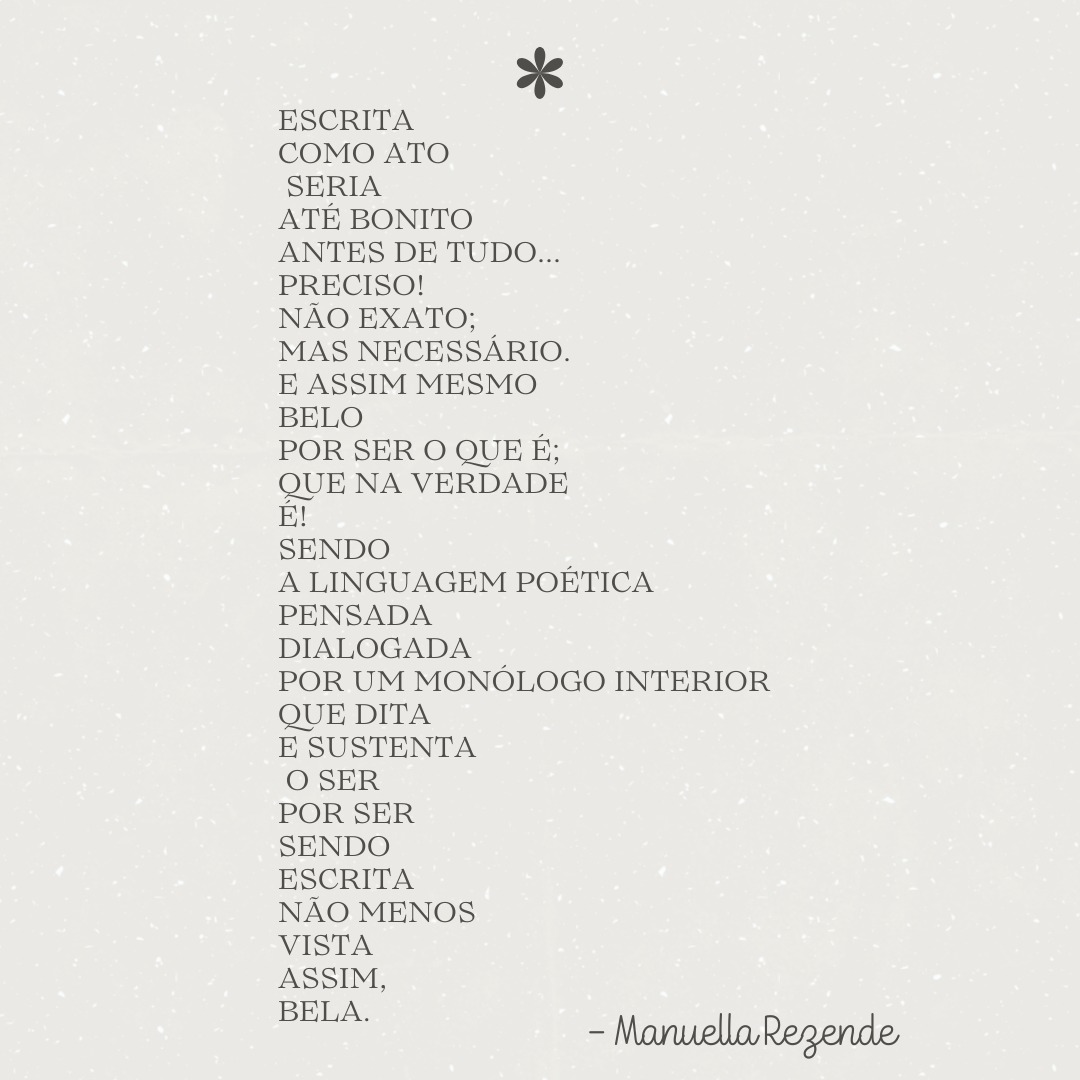 ESCRITA
COMO ATO
SERIA
ATÉ BONITO
ANTES DE TUDO...
PRECISO!
NÃO EXATO;
MAS NECESSÁRIO.
E ASSIM MESMO
BELO
POR SER O QUE É;
QUE NA VERDADE
É!
SENDO
A LINGUAGEM POÉTICA
PENSADA
DIALOGADA
POR UM MONÓLOGO INTERIOR
QUE DITA
E SUSTENTA
O SER
POR SER
SENDO
ESCRITA
NÃO MENOS
VISTA
ASSIM,
BELA.
- Manuella Rezende